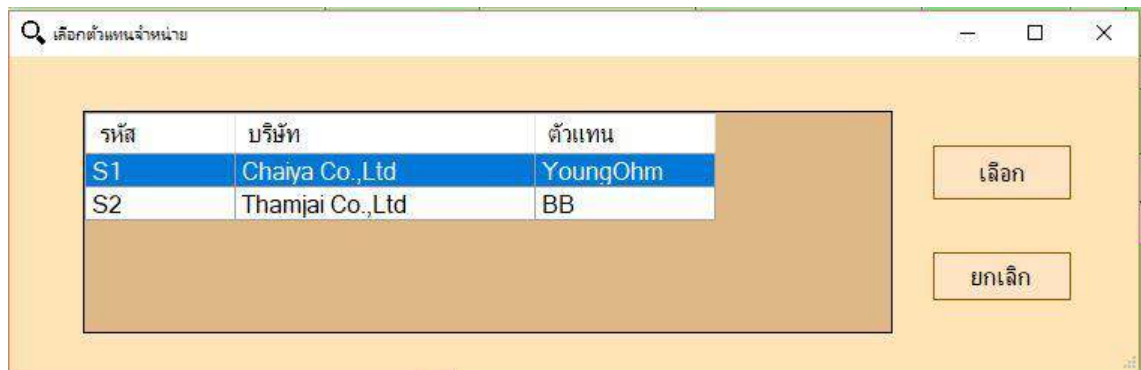 เลือกตัวแทนจำหน่าย
รหัส บริษัท ตัวแทน
S1 Chaiya Co.,Ltd YoungOhm
S2 Thamjai Co.,Ltd BB
เลือก
ยกเลิก